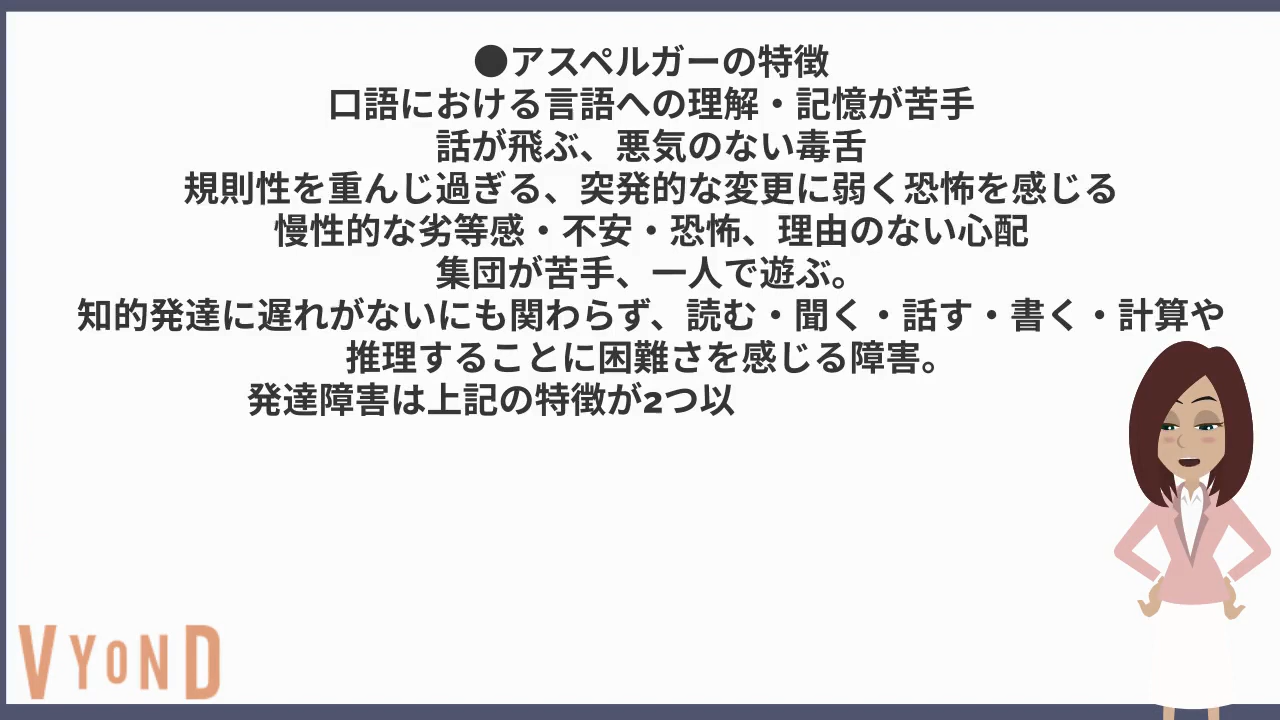 ●アスペルガーの特徴
口語における言語への理解・記憶が苦手
話が飛ぶ、悪気のない毒舌
規則性を重んじ過ぎる、突発的な変更に弱く恐怖を感じる
慢性的な劣等感・不安・恐怖、理由のない心配
集団が苦手、一人で遊ぶ。
知的発達に遅れがないにも関わらず、読む・聞く・話す・書く・計算や
推理することに困難さを感じる障害。
発達障害は上記の特徴が2つ以
VYOND